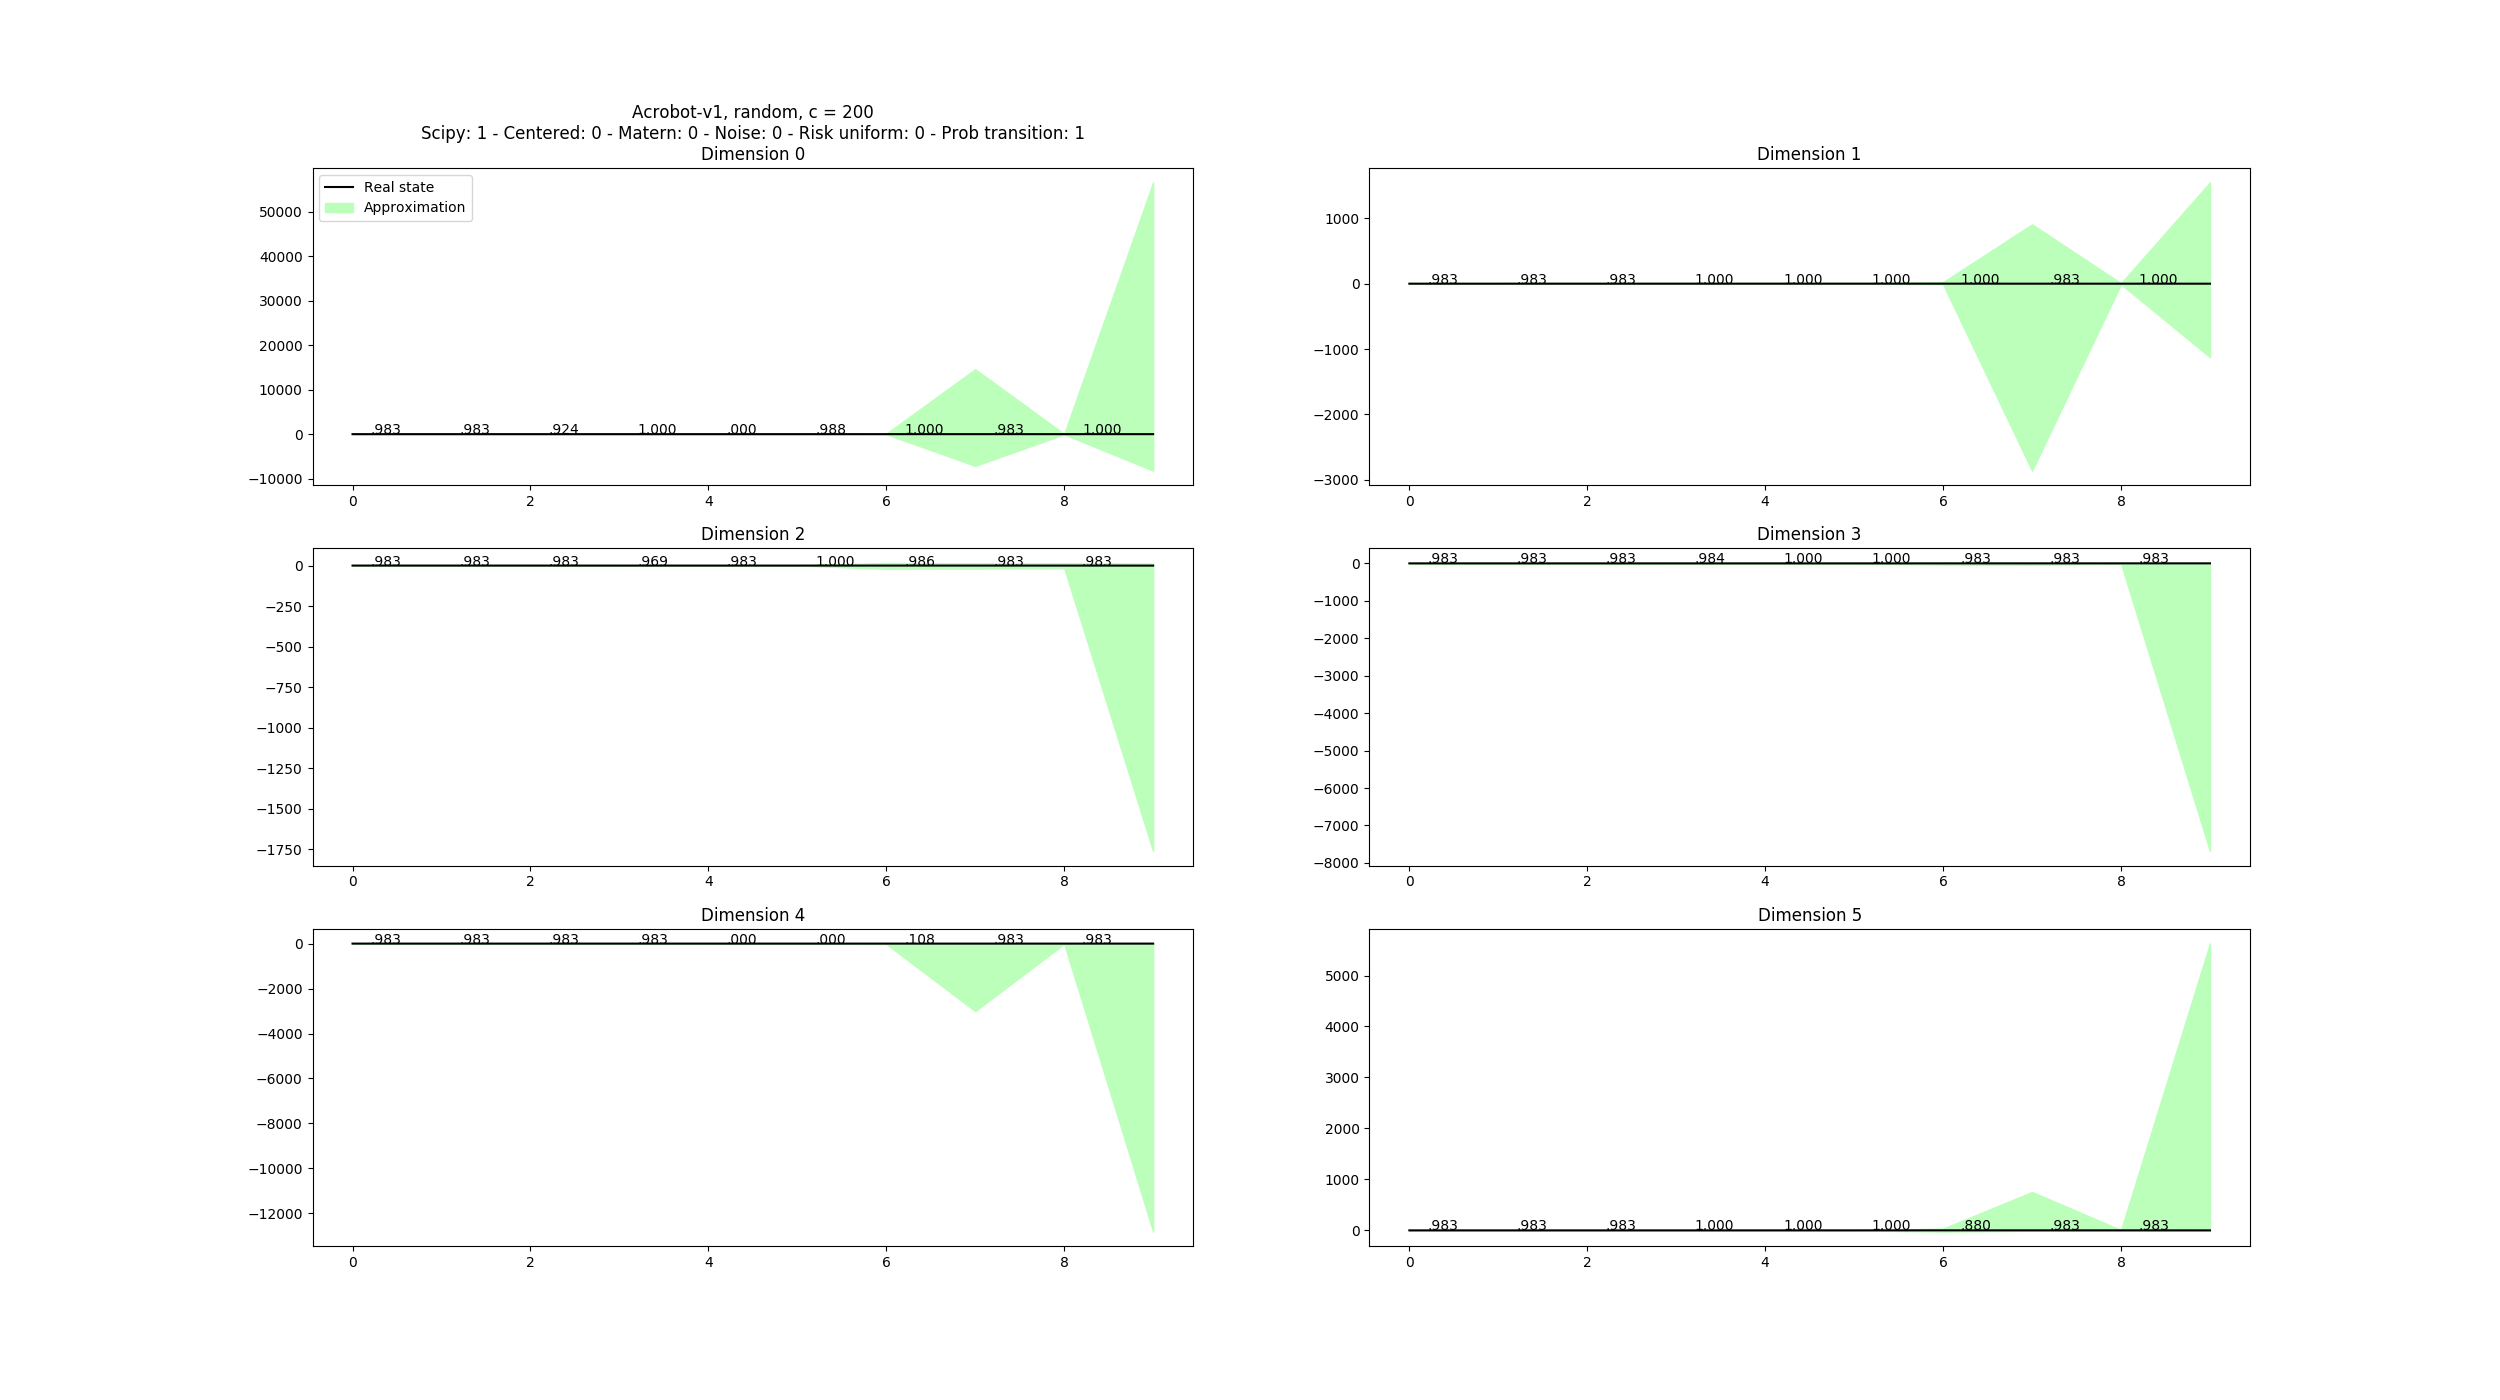 Acrobot-v1, random, c = 200
Scipy: 1 - Centered: 0 - Matern: 0 - Noise: 0 - Risk uniform: 0 - Prob transition: 1
Dimension 0
Real state
Approximation
50000
40000
30000
20000
10000
0
−10000
.983 .983 .924 1.000 .000 .988 1.000 .983 1.000
0 2 4 6 8
Dimension 1
1000
0
−1000
−2000
−3000
.983 .983 .983 1.000 1.000 1.000 1.000 .983 1.000
0 2 4 6 8
Dimension 2
0
−250
−500
−750
−1000
−1250
−1500
−1750
.983 .983 .983 .969 .983 1.000 .986 .983 .983
0 2 4 6 8
Dimension 3
0
−1000
−2000
−3000
−4000
−5000
−6000
−7000
−8000
.983 .983 .983 .984 1.000 1.000 .983 .983 .983
0 2 4 6 8
Dimension 4
0
−2000
−4000
−6000
−8000
−10000
−12000
.983 .983 .983 .983 .000 .000 .108 .983 .983
0 2 4 6 8
Dimension 5
5000
4000
3000
2000
1000
0
.983 .983 .983 1.000 1.000 1.000 .880 .983 .983
0 2 4 6 8